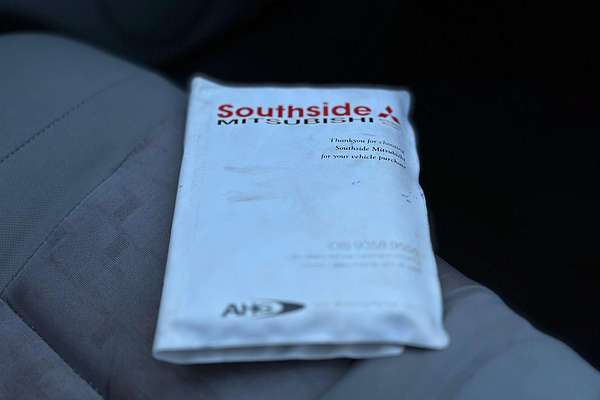 Southside
MITSUBISHI
Thankyou for choosing
Southside Mitsubishi
for your vehicle purchase
AHG